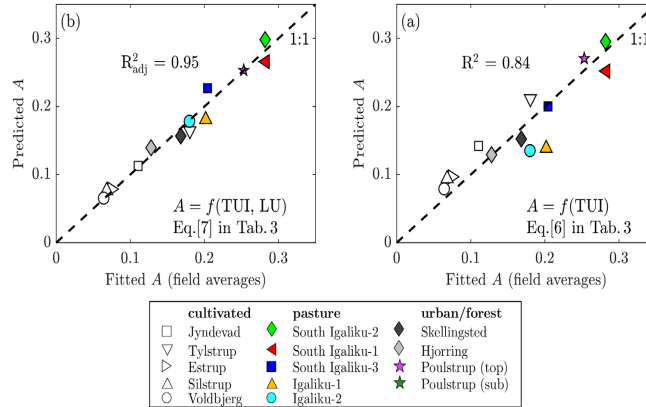 (b)
0.3
0.2
0.1
0
R²adj = 0.95
1:1
A = f(TUI, LU)
Eq.[7] in Tab. 3
Predicted A
0 0.1 0.2 0.3
Fitted A (field averages)
(a)
0.3
0.2
0.1
0
R² = 0.84
1:1
A = f(TUI)
Eq.[6] in Tab. 3
Predicted A
0 0.1 0.2 0.3
Fitted A (field averages)
cultivated pasture urban/forest
Jyndevad South Igaliku-2 Skellingsted
Tylstrup South Igaliku-1 Hjorring
Estrup South Igaliku-3 Poulstrup (top)
Silstrup Igaliku-1 Poulstrup (sub)
Voldbjerg Igaliku-2